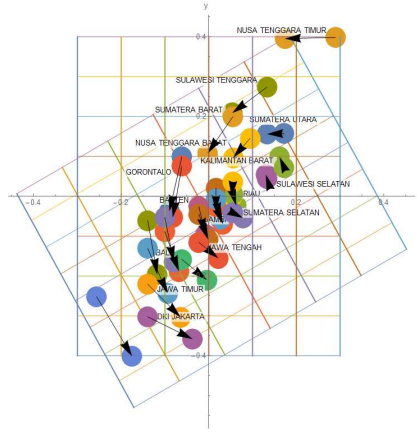 y
NUSA TENGGARA TIMUR
0.4
SULAWESI TENGGARA
SUMATERA BARAT
0.2
SUMATERA UTARA
NUSA TENGGARA BARAT
KALIMANTAN BARAT
GORONTALO
SULAWESI SELATAN
-0.4
-0.2
0.2
0.4
x
RIAU
BANTEN
SUMATERA SELATAN
JAWA TENGAH
BALI
JAWA TIMUR
DKI JAKARTA
-0.4